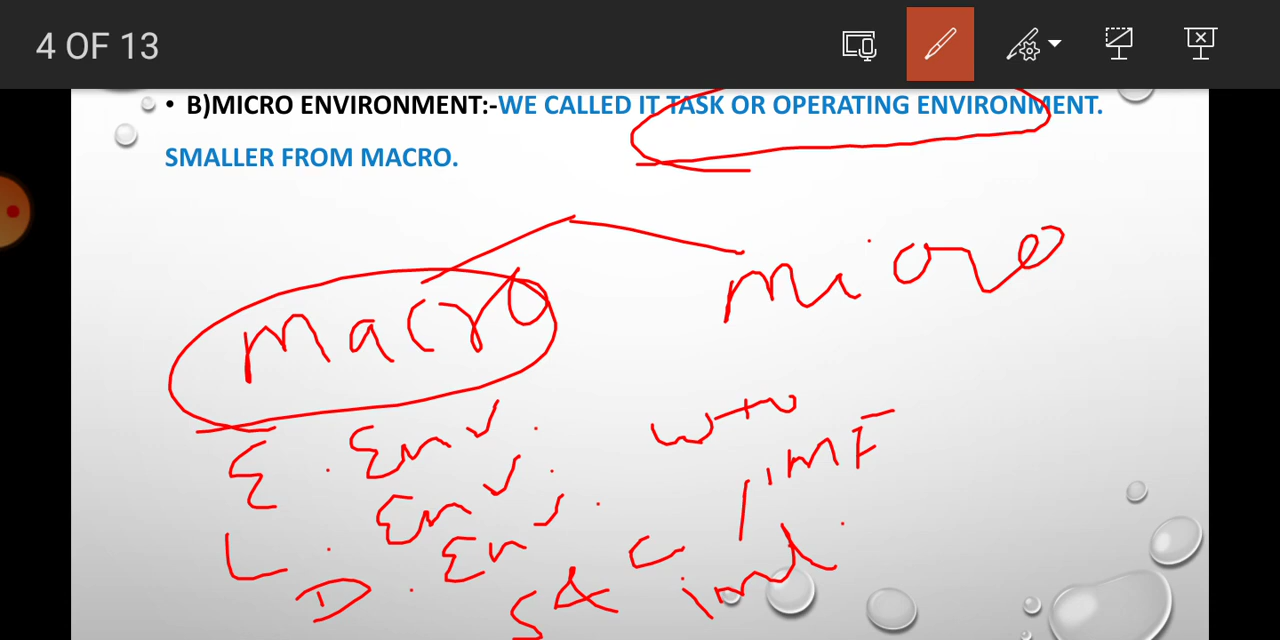 4 OF 13
• B)MICRO ENVIRONMENT:-WE CALLED IT TASK OR OPERATING ENVIRONMENT.
SMALLER FROM MACRO.
Macro Micro
E. Env.
L. Env.
D. Env.
S & C
WTO
IMF